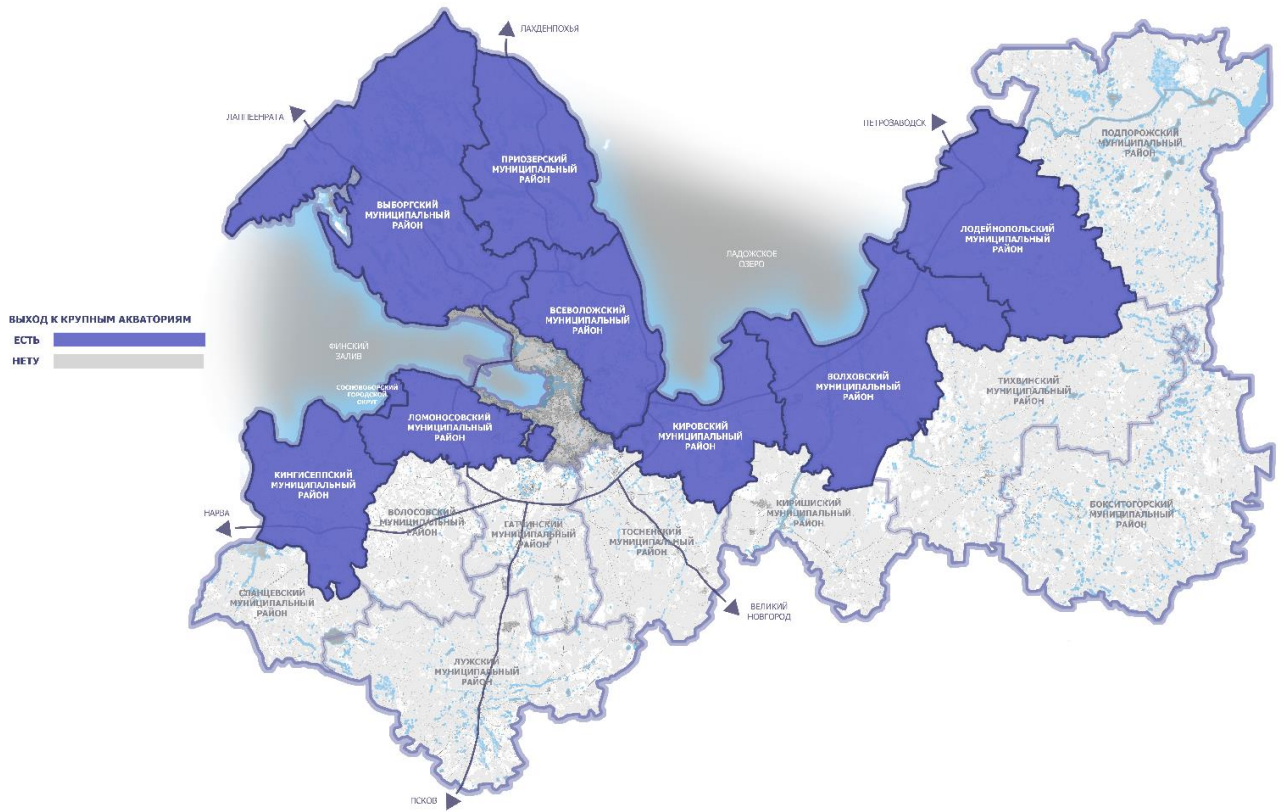 ЛАХДЕНПОХЬЯ
ЛАППЕЕНРАТА
ПЕТРОЗАВОДСК
ПОДПОРОЖСКИЙ
МУНИЦИПАЛЬНЫЙ
РАЙОН
ПРИОЗЕРСКИЙ
МУНИЦИПАЛЬНЫЙ
РАЙОН
ВЫБОРГСКИЙ
МУНИЦИПАЛЬНЫЙ
РАЙОН
ЛОДЕЙНОПОЛЬСКИЙ
МУНИЦИПАЛЬНЫЙ
РАЙОН
ЛАДОЖСКОЕ
ОЗЕРО
ВЫХОД К КРУПНЫМ АКВАТОРИЯМ
ЕСТЬ
НЕТУ
ВСЕВОЛОЖСКИЙ
МУНИЦИПАЛЬНЫЙ
РАЙОН
ФИНСКИЙ
ЗАЛИВ
СОСНОВОБОРСКИЙ
ГОРОДСКОЙ
ОКРУГ
ВОЛХОВСКИЙ
МУНИЦИПАЛЬНЫЙ
РАЙОН
ТИХВИНСКИЙ
МУНИЦИПАЛЬНЫЙ
РАЙОН
ЛОМОНОСОВСКИЙ
МУНИЦИПАЛЬНЫЙ
РАЙОН
КИРОВСКИЙ
МУНИЦИПАЛЬНЫЙ
РАЙОН
КИНГИСЕППСКИЙ
МУНИЦИПАЛЬНЫЙ
РАЙОН
НАРВА
ВОЛОСОВСКИЙ
МУНИЦИПАЛЬНЫЙ
РАЙОН
ГАТЧИНСКИЙ
МУНИЦИПАЛЬНЫЙ
РАЙОН
ТОСНЕНСКИЙ
МУНИЦИПАЛЬНЫЙ
РАЙОН
КИРИШСКИЙ
МУНИЦИПАЛЬНЫЙ
РАЙОН
БОКСИТОГОРСКИЙ
МУНИЦИПАЛЬНЫЙ
РАЙОН
СЛАНЦЕВСКИЙ
МУНИЦИПАЛЬНЫЙ
РАЙОН
ВЕЛИКИЙ
НОВГОРОД
ЛУЖСКИЙ
МУНИЦИПАЛЬНЫЙ
РАЙОН
ПСКОВ